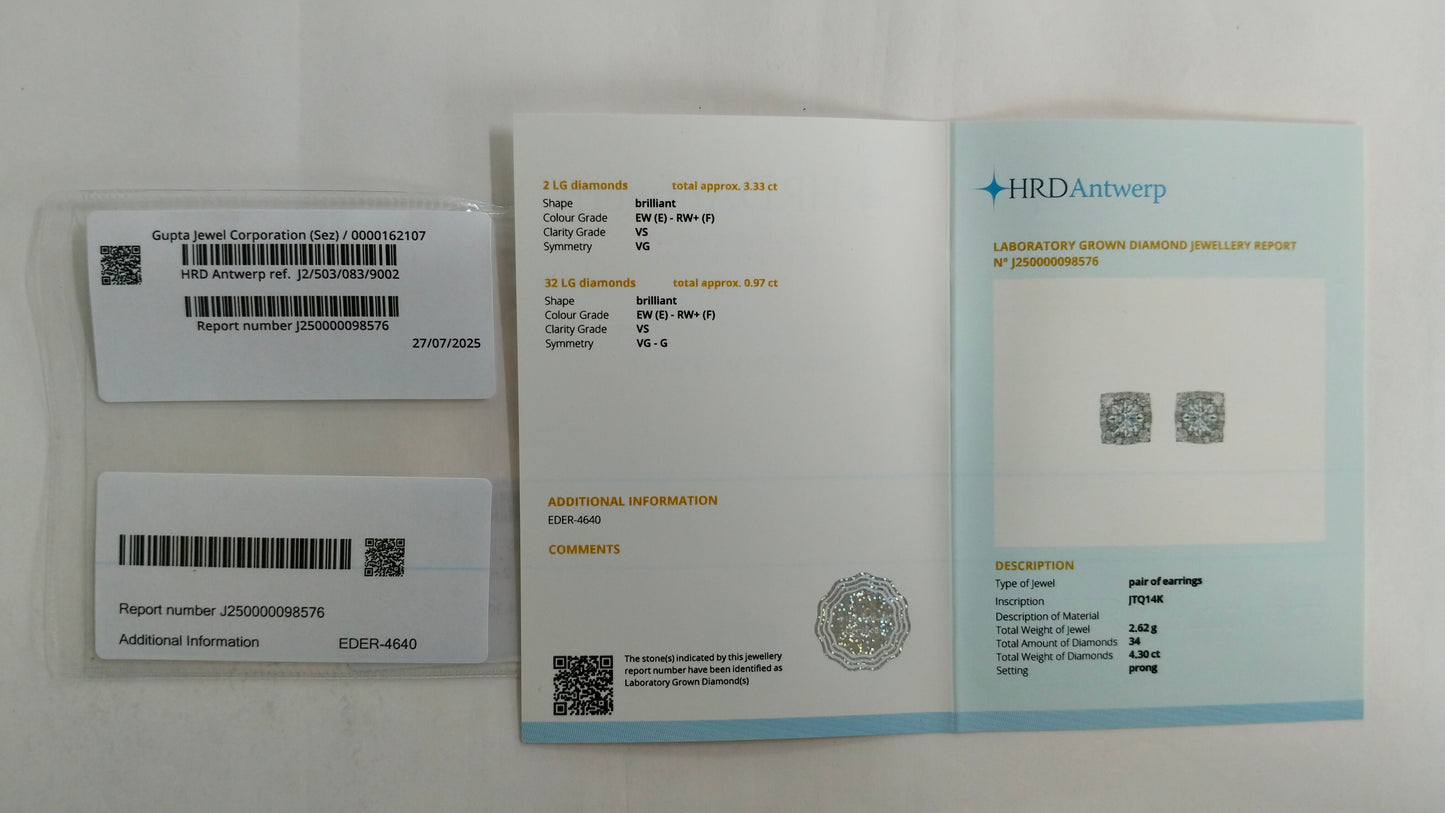 Gupta Jewel Corporation (Sez) / 0000162107
HRD Antwerp ref. J2/503/083/9002
Report number J250000098576
27/07/2025
Report number J250000098576
Additional Information EDER-4640
2 LG diamonds total approx. 3.33 ct
Shape brilliant
Colour Grade EW (E) - RW+ (F)
Clarity Grade VS
Symmetry VG
32 LG diamonds total approx. 0.97 ct
Shape brilliant
Colour Grade EW (E) - RW+ (F)
Clarity Grade VS
Symmetry VG - G
ADDITIONAL INFORMATION
EDER-4640
COMMENTS
The stone(s) indicated by this jewellery
report number have been identified as
Laboratory Grown Diamond(s)
HRD Antwerp
LABORATORY GROWN DIAMOND JEWELLERY REPORT
N° J250000098576
DESCRIPTION
Type of Jewel pair of earrings
Inscription JTQ14K
Description of Material
Total Weight of Jewel 2.62 g
Total Amount of Diamonds 34
Total Weight of Diamonds 4.30 ct
Setting prong